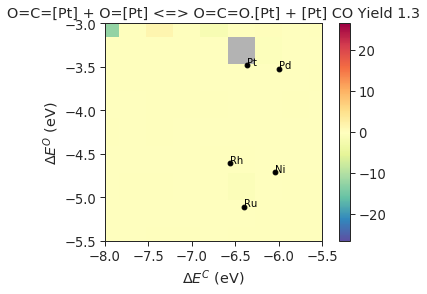 O=C=[Pt] + O=[Pt] <=> O=C=O.[Pt] + [Pt] CO Yield 1.3
−3.0
−3.5
−4.0
−4.5
−5.0
−5.5
ΔE^O (eV)
Pt
Pd
Rh
Ni
Ru
−8.0 −7.5 −7.0 −6.5 −6.0 −5.5
ΔE^C (eV)
20
10
0
−10
−20